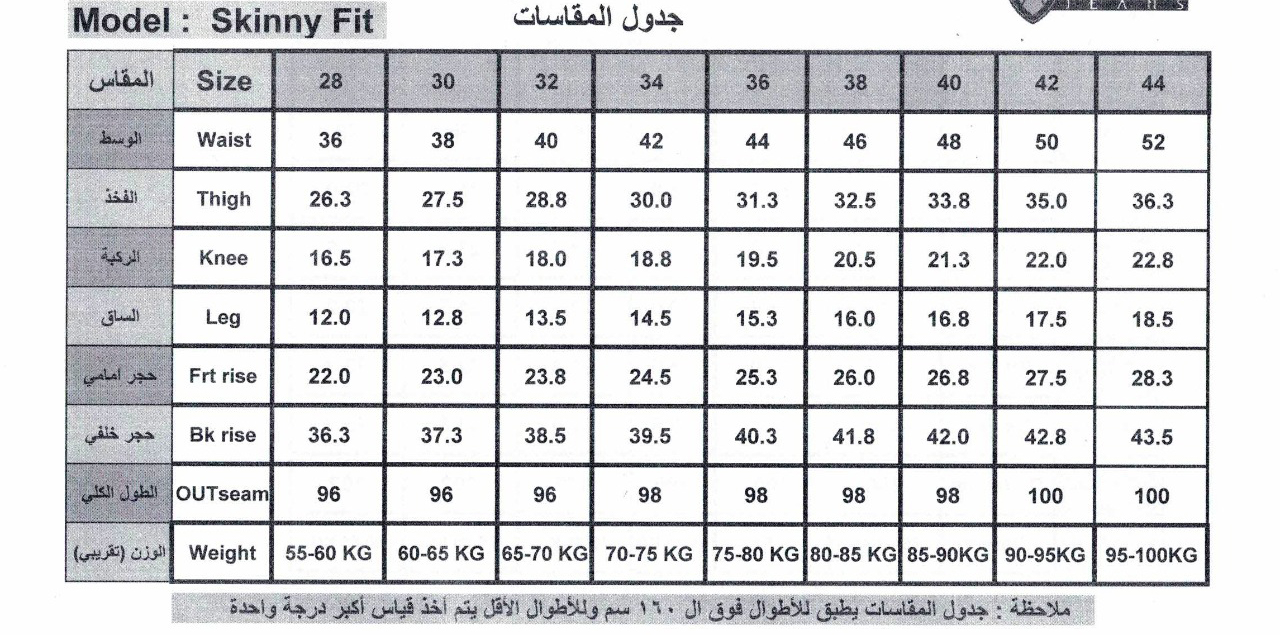 Model : Skinny Fit
جدول المقاسات
JEANS
المقاس Size 28 30 32 34 36 38 40 42 44
الوسط Waist 36 38 40 42 44 46 48 50 52
الفخذ Thigh 26.3 27.5 28.8 30.0 31.3 32.5 33.8 35.0 36.3
الركبة Knee 16.5 17.3 18.0 18.8 19.5 20.5 21.3 22.0 22.8
الساق Leg 12.0 12.8 13.5 14.5 15.3 16.0 16.8 17.5 18.5
حجر امامي Frt rise 22.0 23.0 23.8 24.5 25.3 26.0 26.8 27.5 28.3
حجر خلفي Bk rise 36.3 37.3 38.5 39.5 40.3 41.8 42.0 42.8 43.5
الطول الكلي OUTseam 96 96 96 98 98 98 98 100 100
الوزن (تقريبي) Weight 55-60 KG 60-65 KG 65-70 KG 70-75 KG 75-80 KG 80-85 KG 85-90KG 90-95KG 95-100KG
ملاحظة : جدول المقاسات يطبق للأطوال فوق ال ١٦٠ سم وللأطوال الأقل يتم أخذ قياس أكبر درجة واحدة